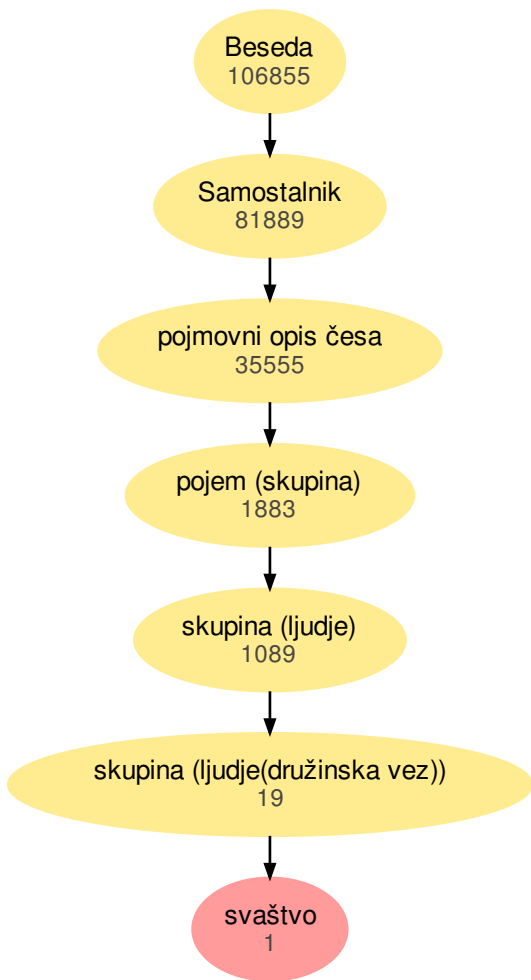 Beseda
106855
Samostalnik
81889
pojmovni opis česa
35555
pojem (skupina)
1883
skupina (ljudje)
1089
skupina (ljudje(družinska vez))
19
svaštvo
1